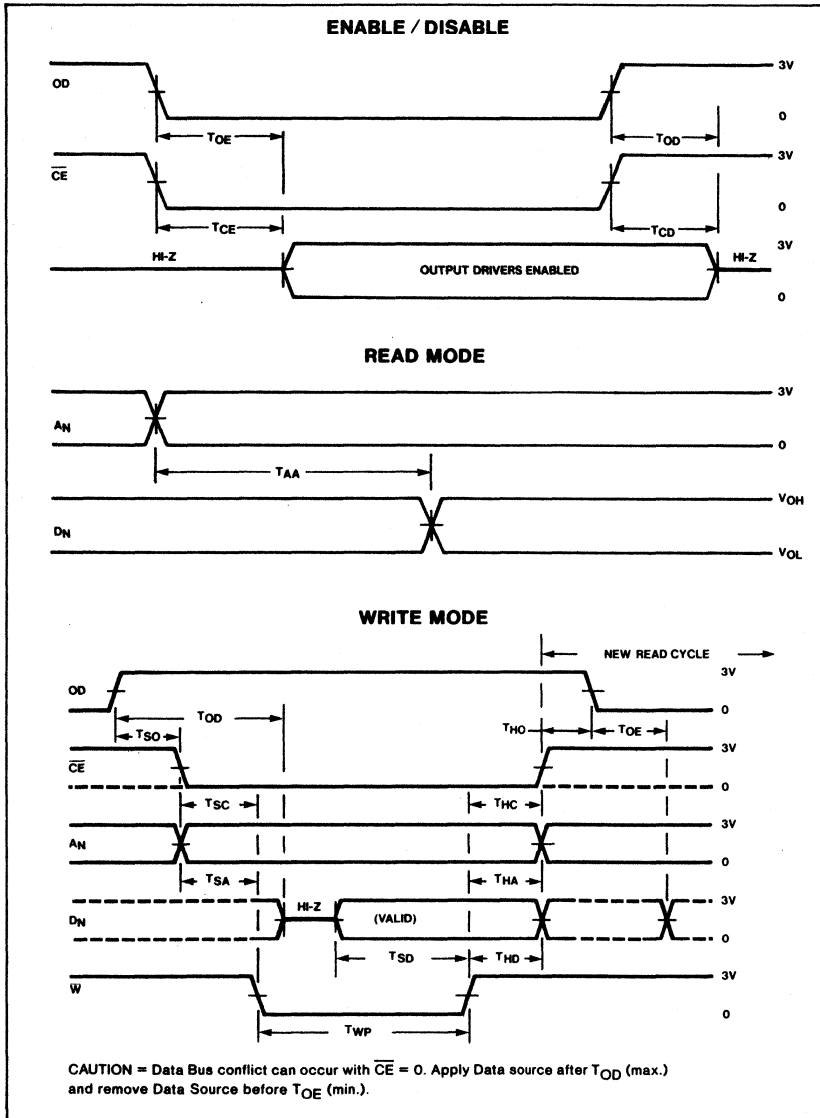 ENABLE / DISABLE
OD
3V
0
TOE
TOD
CE
3V
0
TCE
TCD
HI-Z
OUTPUT DRIVERS ENABLED
HI-Z
3V
0
READ MODE
AN
3V
0
TAA
DN
VOH
VOL
WRITE MODE
NEW READ CYCLE
OD
3V
0
TSO
TOD
THO
TOE
CE
3V
0
TSC
THC
AN
3V
0
TSA
THA
DN
HI-Z
(VALID)
3V
0
TSD
THD
W
3V
0
TWP
CAUTION = Data Bus conflict can occur with CE = 0. Apply Data source after TOD (max.)
and remove Data Source before TOE (min.).